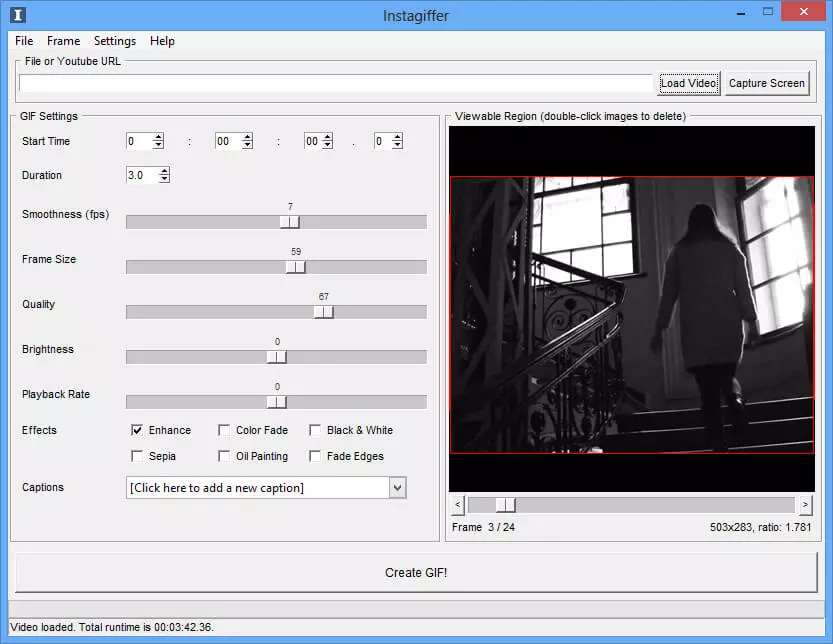 Instagiffer
File Frame Settings Help
File or Youtube URL
Load Video Capture Screen
GIF Settings
Start Time 0 : 00 : 00 . 0
Duration 3.0
Smoothness (fps) 7
Frame Size 59
Quality 67
Brightness 0
Playback Rate 0
Effects Enhance Color Fade Black & White
Sepia Oil Painting Fade Edges
Captions [Click here to add a new caption]
Viewable Region (double-click images to delete)
< >
Frame 3 / 24 503x283, ratio: 1.781
Create GIF!
Video loaded. Total runtime is 00:03:42.36.